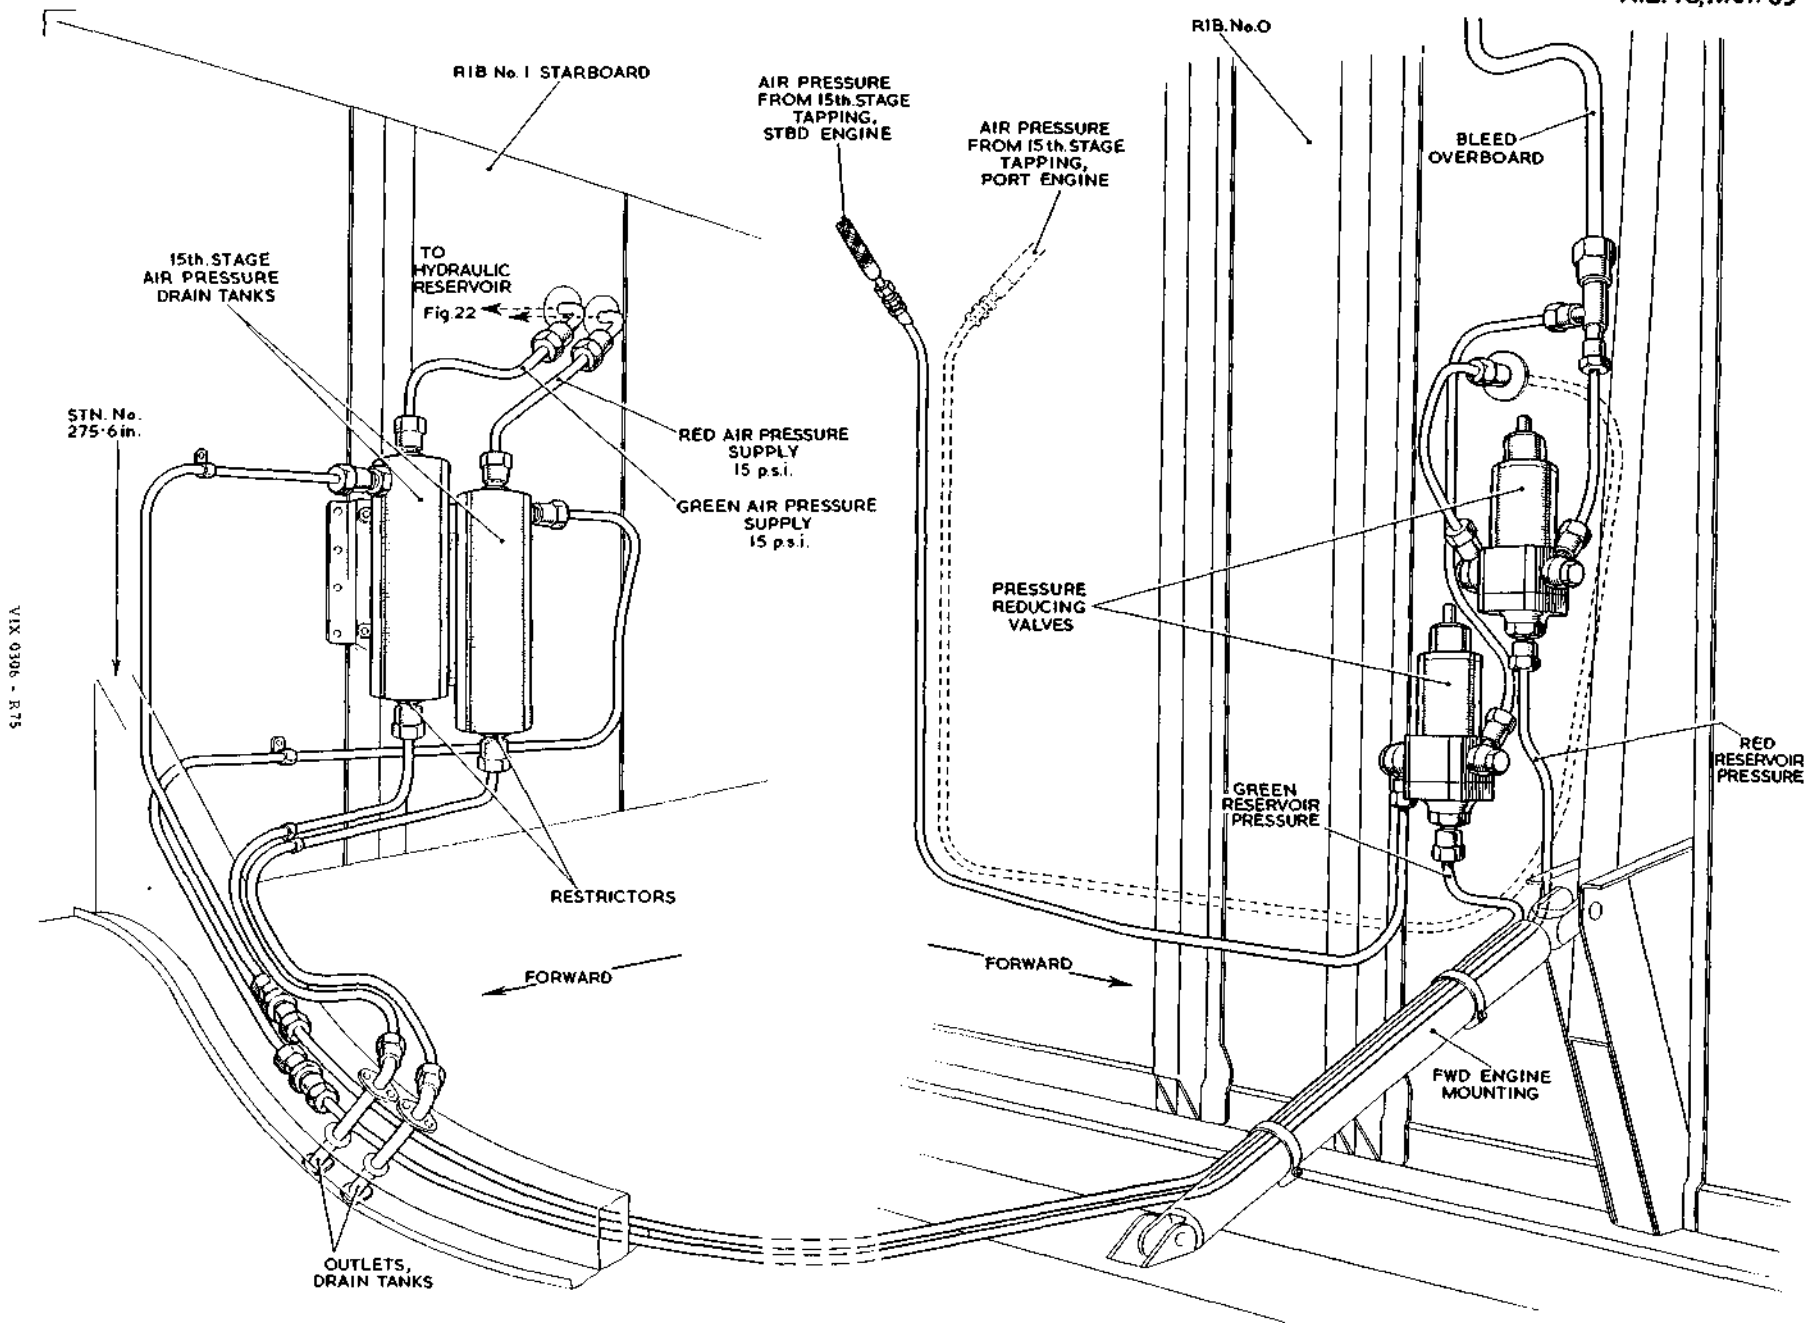 RIB. No. O
RIB No. 1 STARBOARD
AIR PRESSURE
FROM 15th. STAGE
TAPPING,
STBD ENGINE
AIR PRESSURE
FROM 15th. STAGE
TAPPING,
PORT ENGINE
BLEED
OVERBOARD
15th. STAGE
AIR PRESSURE
DRAIN TANKS
TO
HYDRAULIC
RESERVOIR
Fig. 22
STN. No.
275·6 in.
RED AIR PRESSURE
SUPPLY
15 p.s.i.
GREEN AIR PRESSURE
SUPPLY
15 p.s.i.
PRESSURE
REDUCING
VALVES
VIX 0306 - R75
RED
RESERVOIR
PRESSURE
GREEN
RESERVOIR
PRESSURE
RESTRICTORS
FORWARD
FORWARD
FWD ENGINE
MOUNTING
OUTLETS,
DRAIN TANKS